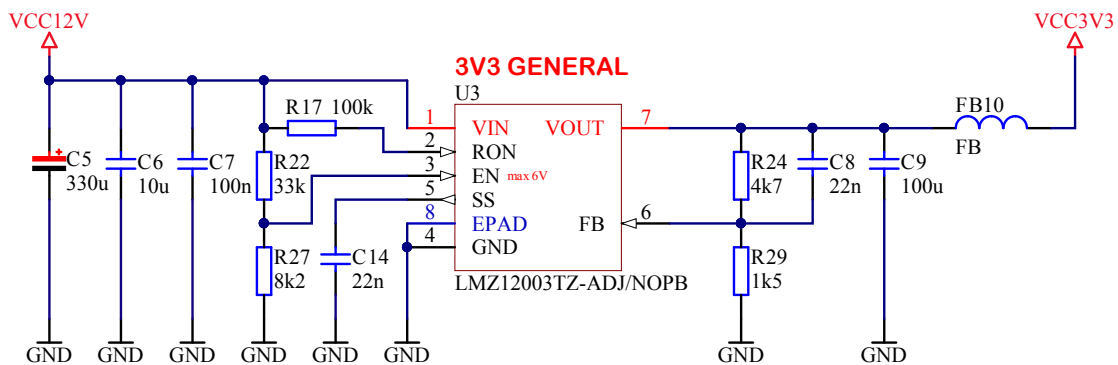 VCC12V
VCC3V3
3V3 GENERAL
U3
R17 100k
FB10
FB
1 VIN
VOUT 7
2 RON
3 EN max 6V
5 SS
8 EPAD
4 GND
FB 6
LMZ12003TZ-ADJ/NOPB
C5
330u
C6
10u
C7
100n
R22
33k
R27
8k2
C14
22n
R24
4k7
C8
22n
C9
100u
R29
1k5
GND
GND
GND
GND
GND
GND
GND
GND